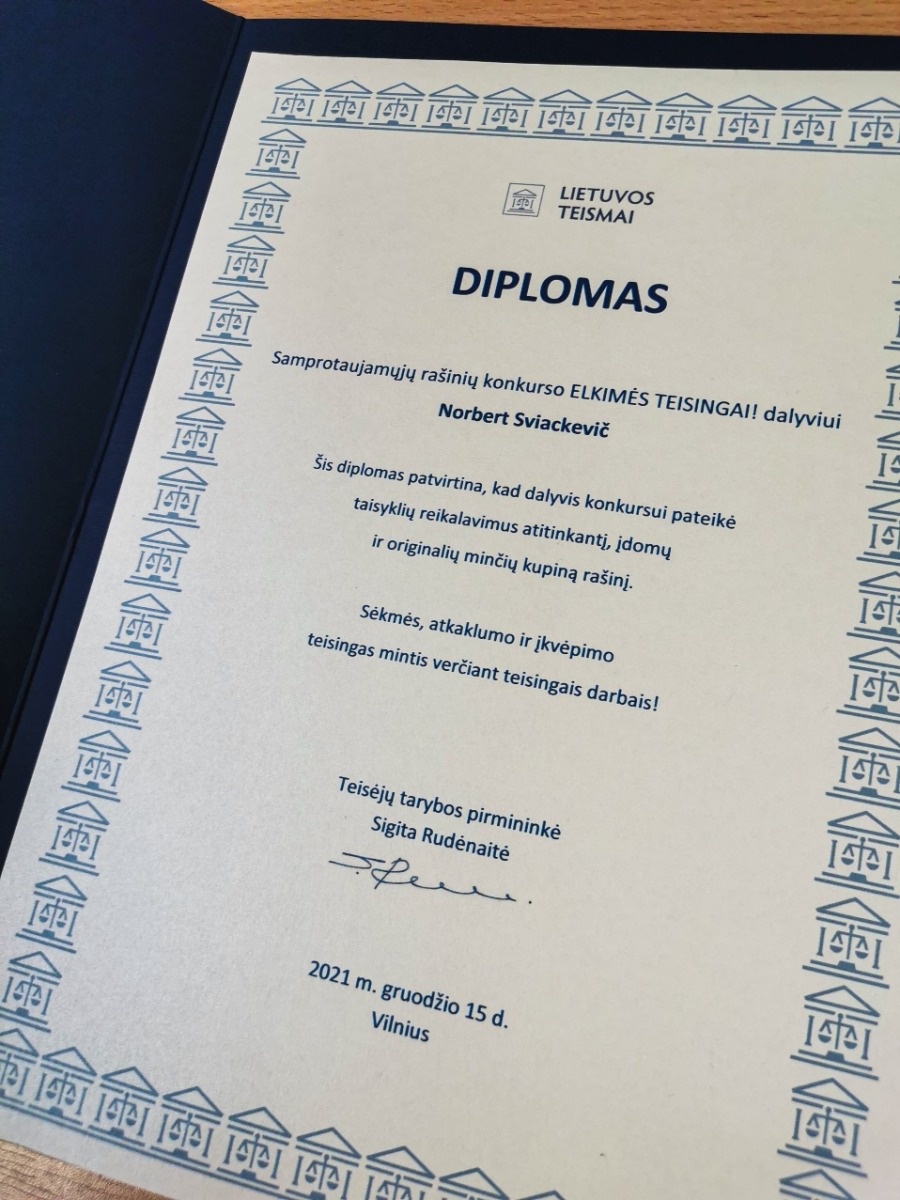 LIETUVOS
TEISMAI
DIPLOMAS
Samprotaujamųjų rašinių konkurso ELKIMĖS TEISINGAI! dalyviui
Norbert Sviackevič
Šis diplomas patvirtina, kad dalyvis konkursui pateikė
taisyklių reikalavimus atitinkantį, įdomų
ir originalių minčių kupiną rašinį.
Sėkmės, atkaklumo ir įkvėpimo
teisingas mintis verčiant teisingais darbais!
Teisėjų tarybos pirmininkė
Sigita Rudėnaitė
2021 m. gruodžio 15 d.
Vilnius